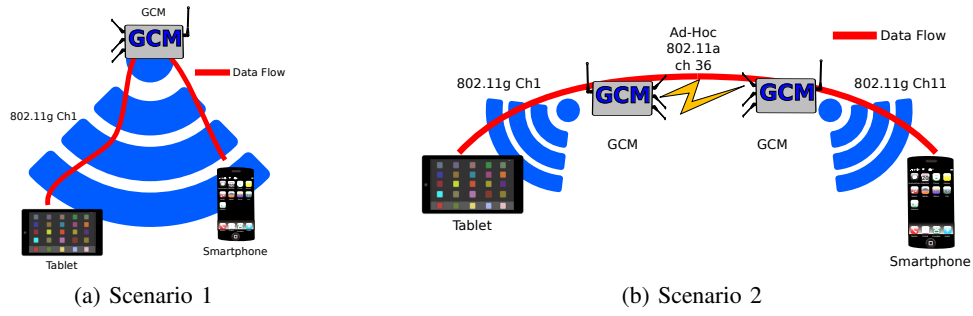 GCM
GCM
Data Flow
802.11g Ch1
Tablet
Smartphone
(a) Scenario 1
Ad-Hoc
802.11a
ch 36
Data Flow
802.11g Ch1
802.11g Ch11
GCM
GCM
GCM
GCM
Tablet
Smartphone
(b) Scenario 2